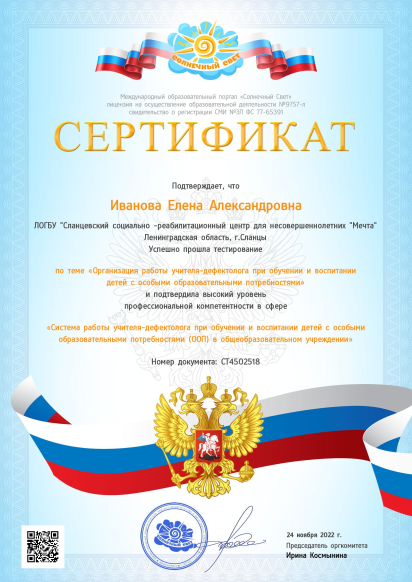 СОЛНЕЧНЫЙ СВЕТ
Международный образовательный портал «Солнечный Свет»
лицензия на осуществление образовательной деятельности №9757-л
свидетельство о регистрации СМИ №ЭЛ ФС 77-65391
СЕРТИФИКАТ
Подтверждает, что
Иванова Елена Александровна
ЛОГБУ "Сланцевский социально -реабилитационный центр для несовершеннолетних "Мечта"
Ленинградская область, г.Сланцы
Успешно прошла тестирование
по теме «Организация работы учителя-дефектолога при обучении и воспитании
детей с особыми образовательными потребностями»
и подтвердила высокий уровень
профессиональной компетентности в сфере
«Система работы учителя-дефектолога при обучении и воспитании детей с особыми
образовательными потребностями (ООП) в общеобразовательном учреждении»
Номер документа: СТ4502518
24 ноября 2022 г.
Председатель оргкомитета
Ирина Космынина